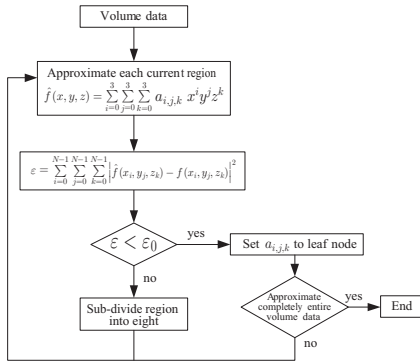 Volume data
Approximate each current region
f̂(x, y, z) = ∑_{i=0}^{3} ∑_{j=0}^{3} ∑_{k=0}^{3} a_{i,j,k} x^i y^j z^k
ε = ∑_{i=0}^{N−1} ∑_{j=0}^{N−1} ∑_{k=0}^{N−1} |f̂(x_i, y_j, z_k) − f(x_i, y_j, z_k)|^2
ε < ε_0
yes
Set a_{i,j,k} to leaf node
no
Sub-divide region
into eight
Approximate
completely entire
volume data
yes
End
no